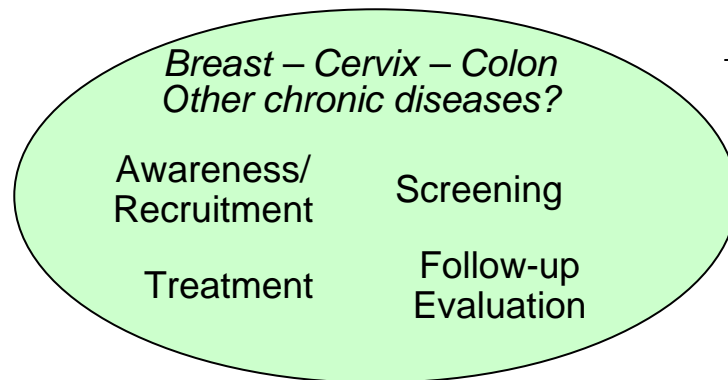 Breast – Cervix – Colon
Other chronic diseases?
Awareness/
Recruitment
Screening
Treatment
Follow-up
Evaluation